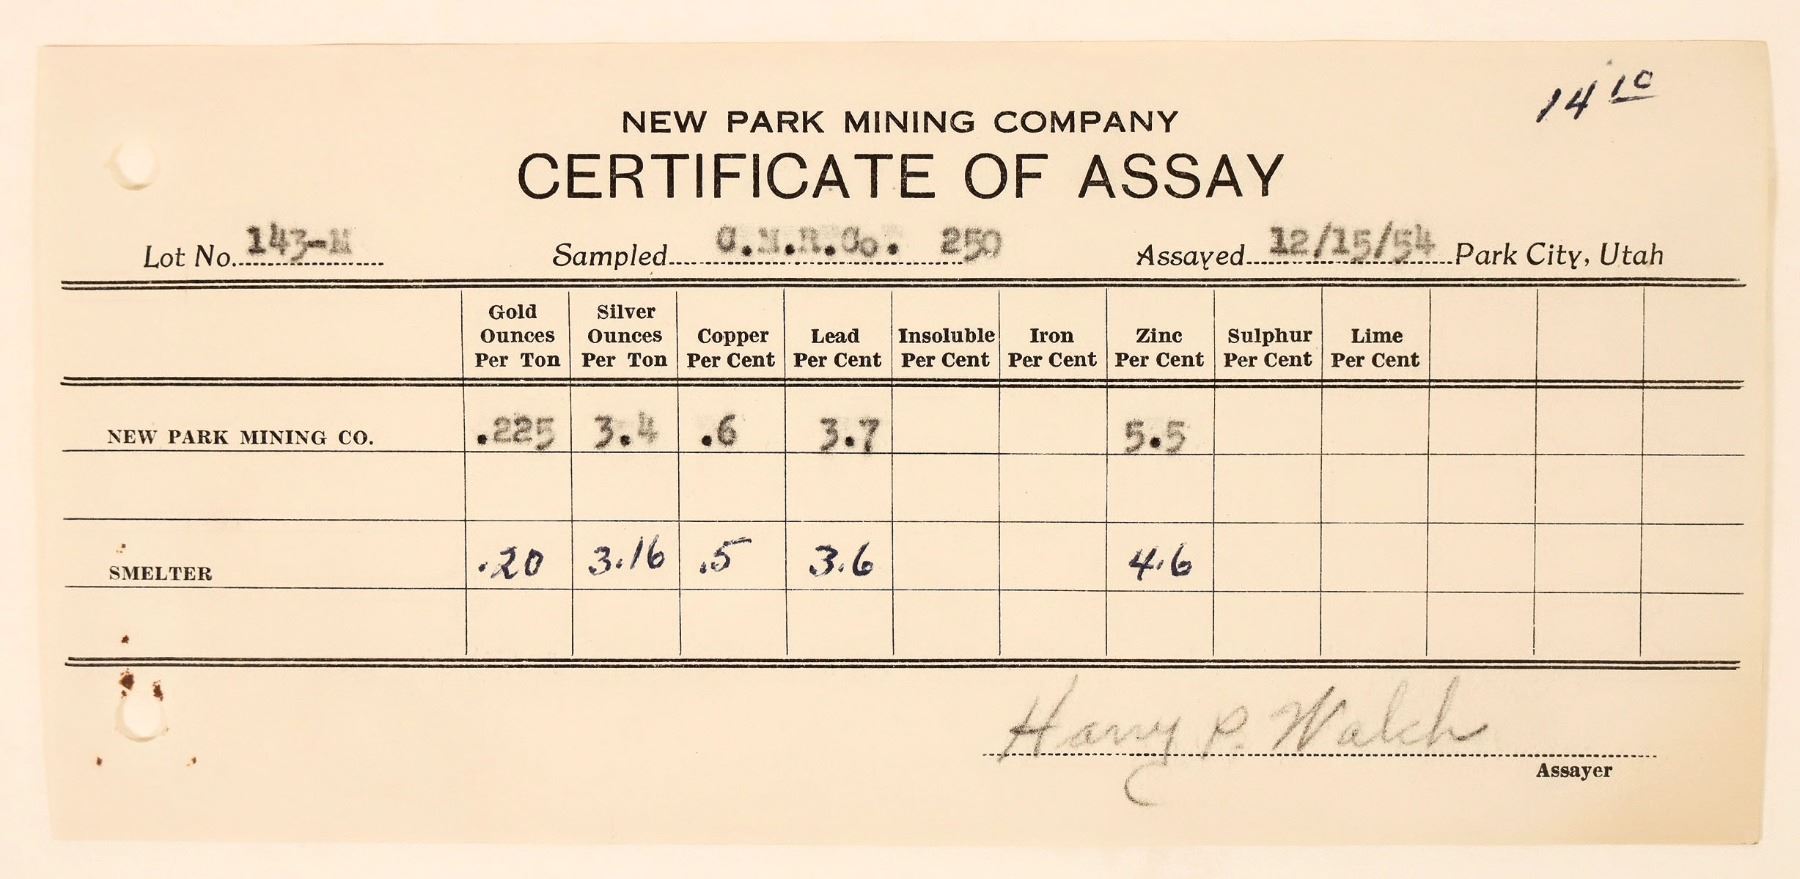 14 10
NEW PARK MINING COMPANY
CERTIFICATE OF ASSAY
Lot No. 143-M Sampled C.M.R.Co. 250 Assayed 12/15/54 Park City, Utah
Gold Ounces Per Ton Silver Ounces Per Ton Copper Per Cent Lead Per Cent Insoluble Per Cent Iron Per Cent Zinc Per Cent Sulphur Per Cent Lime Per Cent
NEW PARK MINING CO. .225 3.4 .6 3.7 5.5
SMELTER .20 3.16 .5 3.6 4.6
Harry P. Walch
Assayer